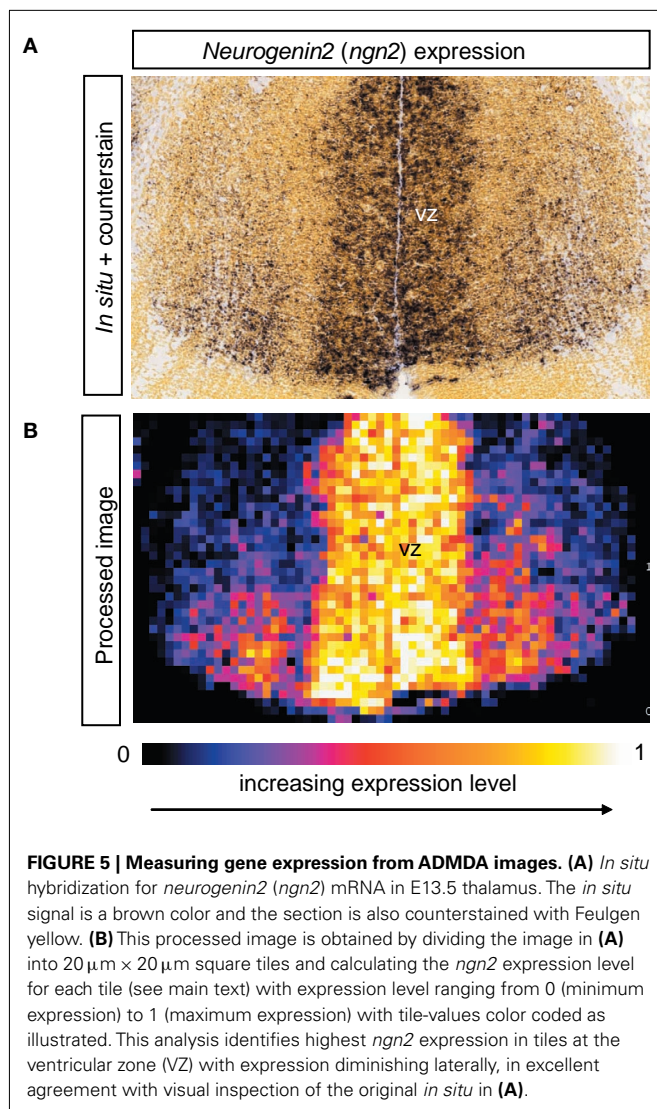 A
Neurogenin2 (ngn2) expression
In situ + counterstain
VZ
B
Processed image
VZ
1
0
0
1
increasing expression level
FIGURE 5 | Measuring gene expression from ADMDA images. (A) In situ
hybridization for neurogenin2 (ngn2) mRNA in E13.5 thalamus. The in situ
signal is a brown color and the section is also counterstained with Feulgen
yellow. (B) This processed image is obtained by dividing the image in (A)
into 20 μm × 20 μm square tiles and calculating the ngn2 expression level
for each tile (see main text) with expression level ranging from 0 (minimum
expression) to 1 (maximum expression) with tile-values color coded as
illustrated. This analysis identifies highest ngn2 expression in tiles at the
ventricular zone (VZ) with expression diminishing laterally, in excellent
agreement with visual inspection of the original in situ in (A).